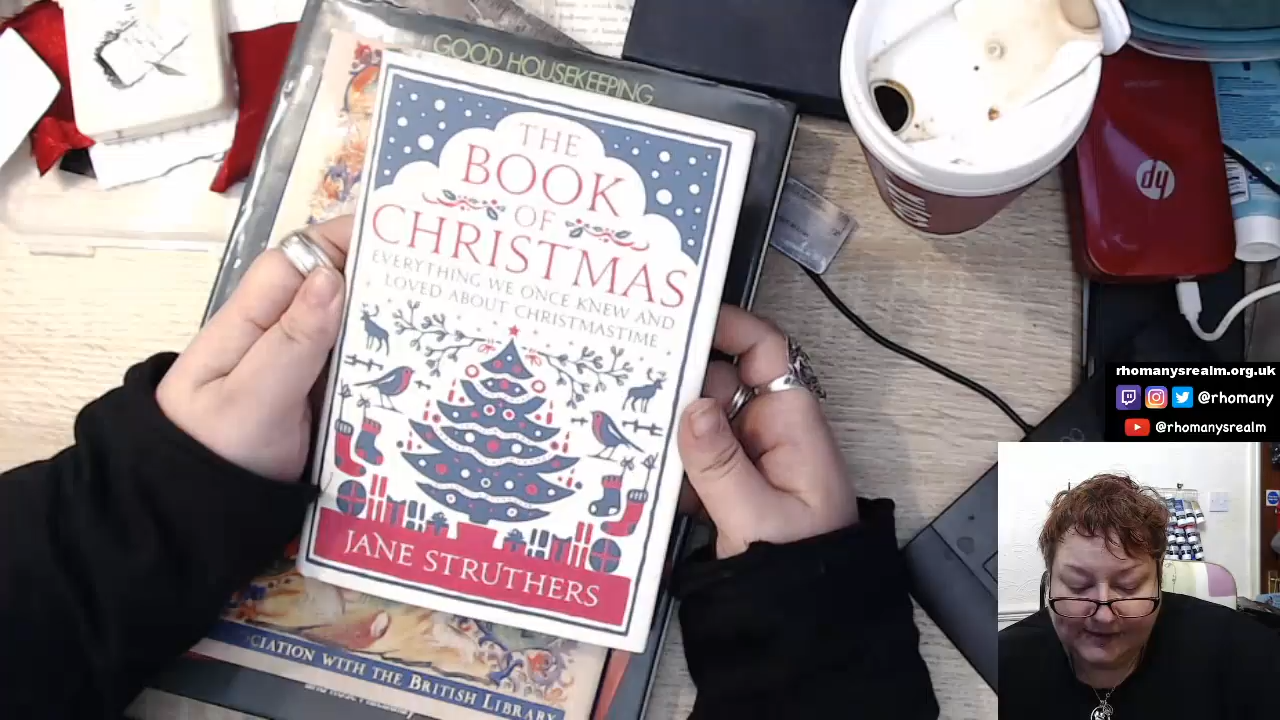 GOOD HOUSEKEEPING
THE
BOOK
OF
CHRISTMAS
EVERYTHING WE ONCE KNEW AND
LOVED ABOUT CHRISTMASTIME
JANE STRUTHERS
CIATION WITH THE BRITISH LIBRARY
hp
rhomanysrealm.org.uk
@rhomany
@rhomanysrealm